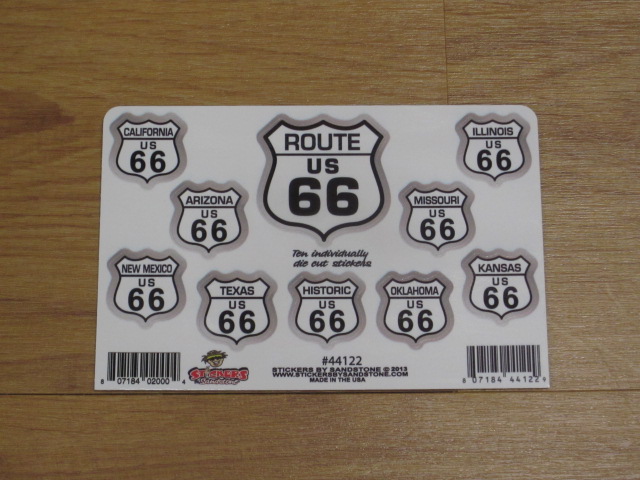 CALIFORNIA
US
66
ROUTE
US
66
ILLINOIS
US
66
ARIZONA
US
66
MISSOURI
US
66
NEW MEXICO
US
66
Ten individually
die cut stickers
KANSAS
US
66
TEXAS
US
66
HISTORIC
US
66
OKLAHOMA
US
66
8 07184 02000 4
STICKERS
Sandstone
#44122
STICKERS BY SANDSTONE © 2013
WWW.STICKERSBYSANDSTONE.COM
MADE IN THE USA
8 07184 44122 9